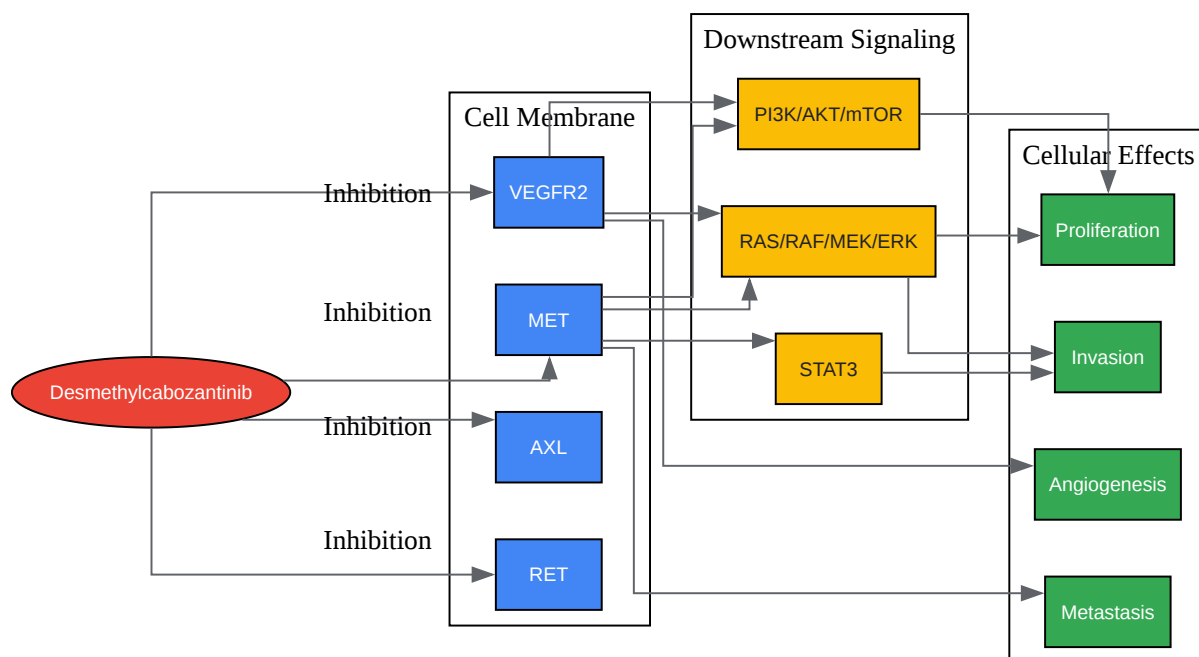 Downstream Signaling
PI3K/AKT/mTOR
Cell Membrane
Cellular Effects
Inhibition
VEGFR2
RAS/RAF/MEK/ERK
Proliferation
Inhibition
MET
STAT3
Invasion
Desmethylcabozantinib
Inhibition
AXL
Angiogenesis
Inhibition
RET
Metastasis